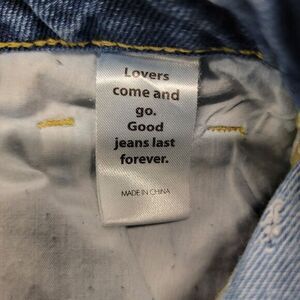 Lovers
come and
go.
Good
jeans last
forever.
MADE IN CHINA